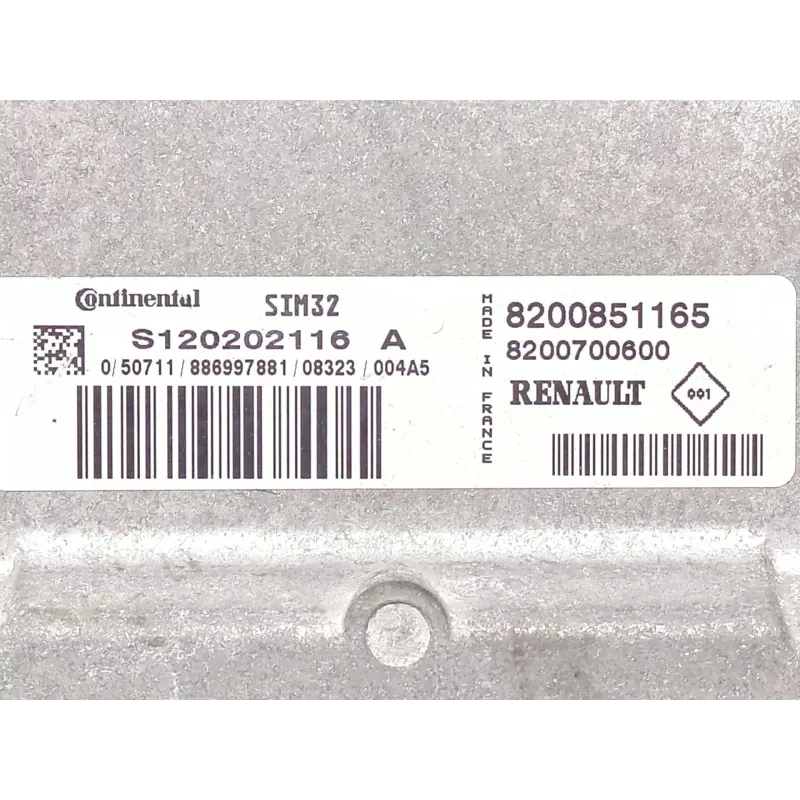 Continental SIM32
S120202116 A
0/50711/886997881/08323/004A5
MADE IN FRANCE
8200851165
8200700600
RENAULT 001